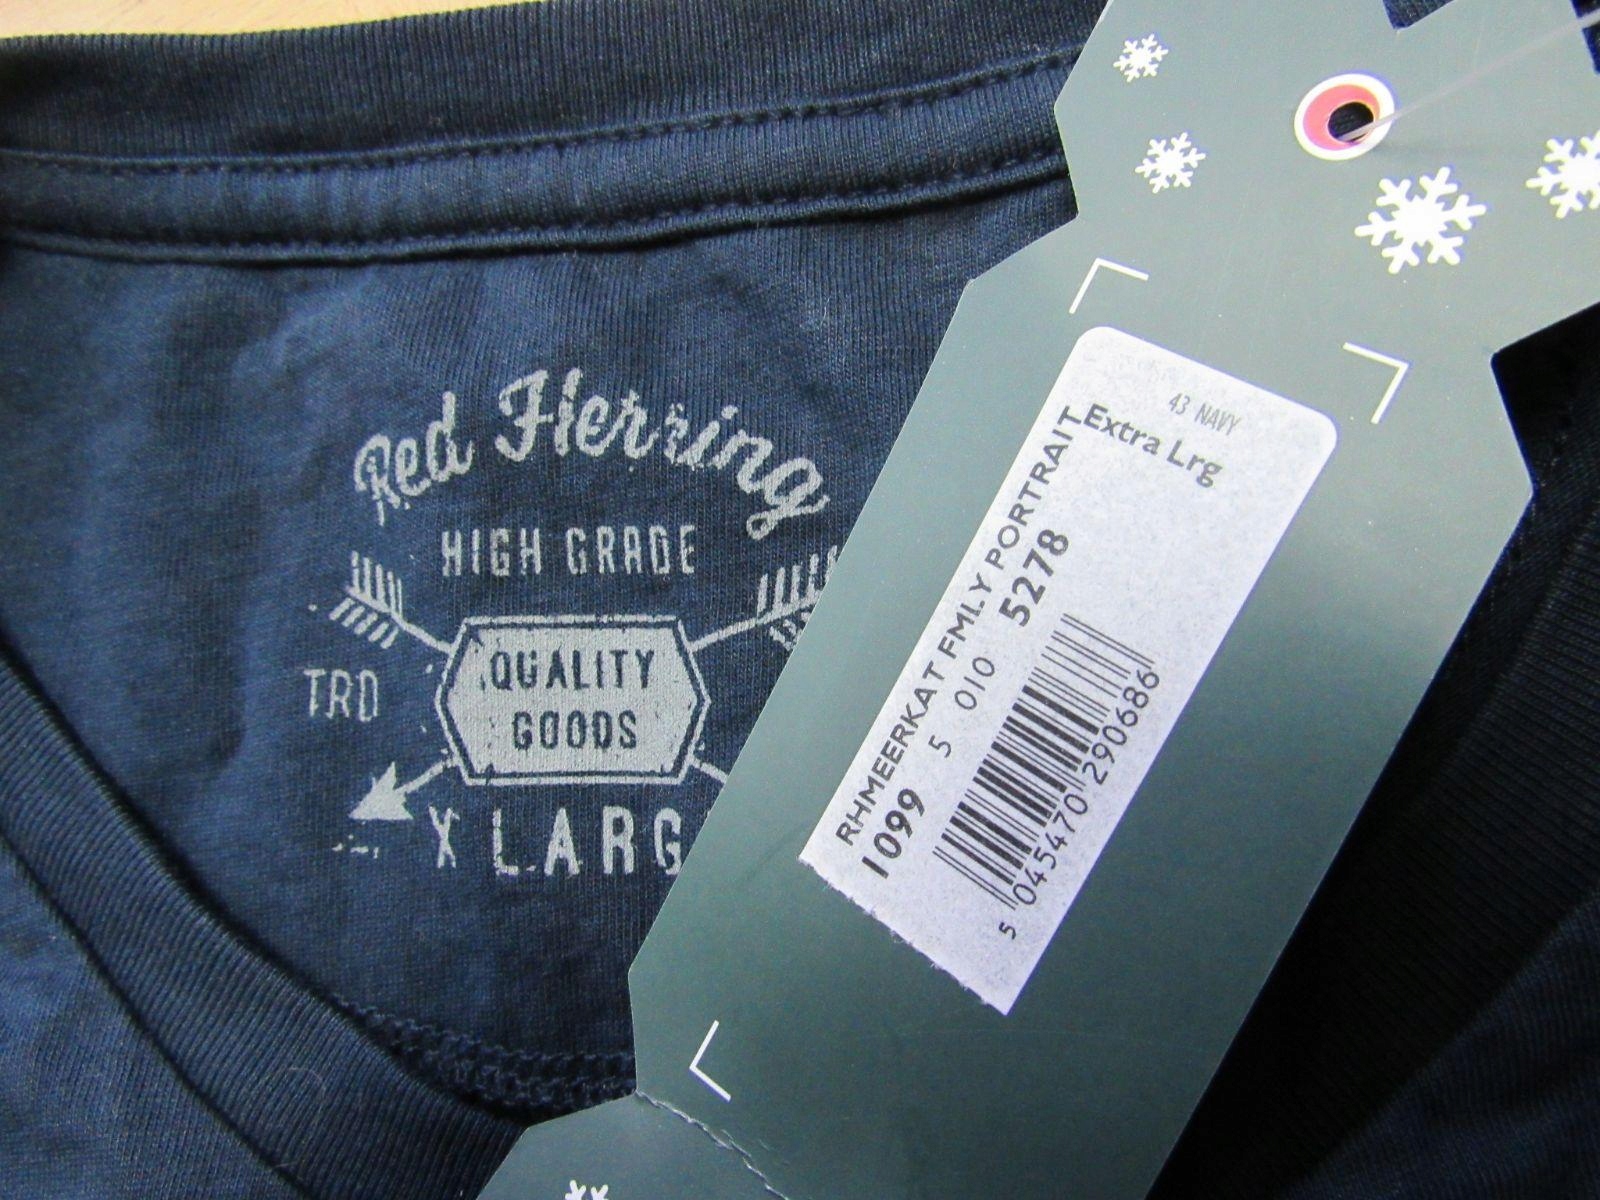 Red Herring
HIGH GRADE
TRD
QUALITY
GOODS
X LARG
43 NAVY
Extra Lrg
RHMEERKAT FMLY PORTRAIT
1099 5 010 5278
5 045470 290686